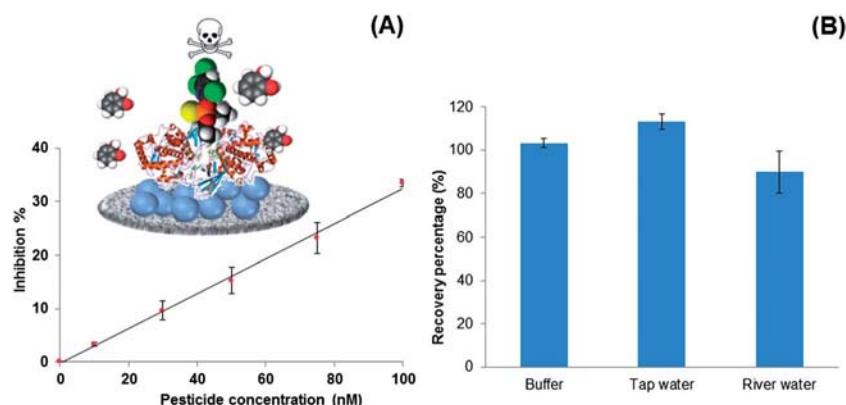 (A)
Inhibition %
40
30
20
10
0
0 20 40 60 80 100
Pesticide concentration (nM)
(B)
Recovery percentage (%)
120
100
80
60
40
20
0
Buffer Tap water River water